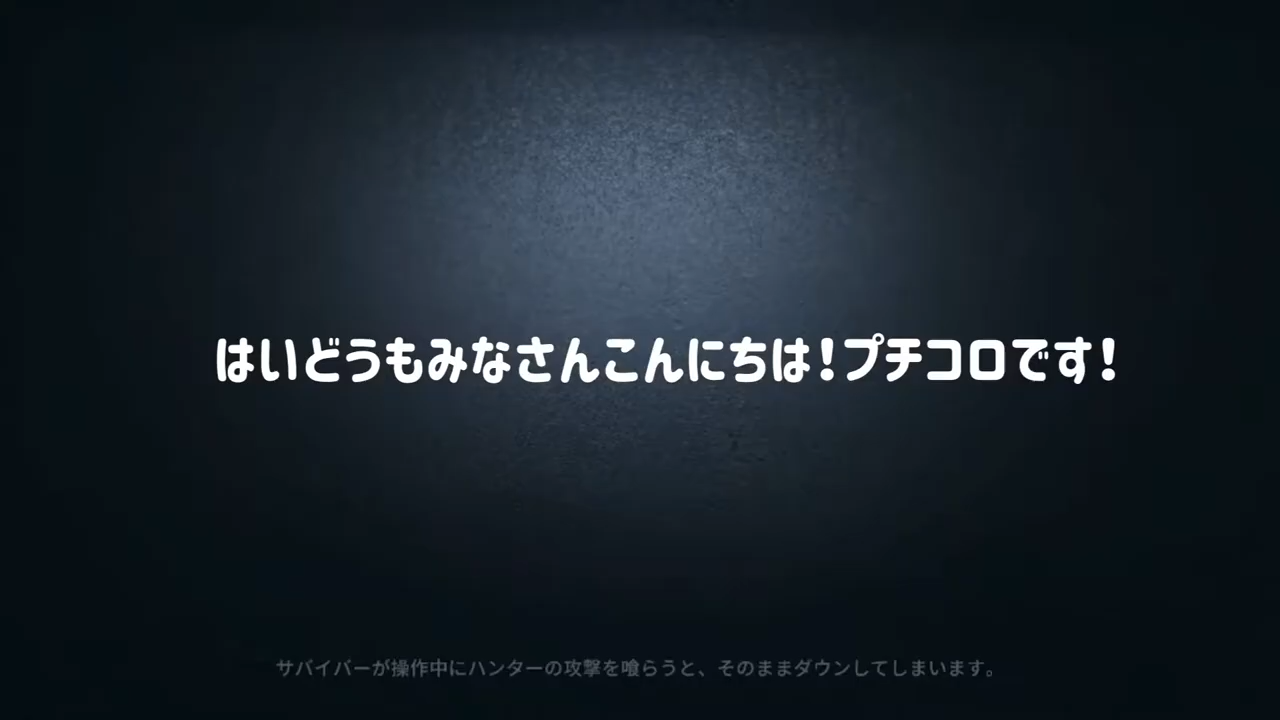 はいどうもみなさんこんにちは!プチコロです!
サバイバーが操作中にハンターの攻撃を喰らうと、そのままダウンしてしまいます。